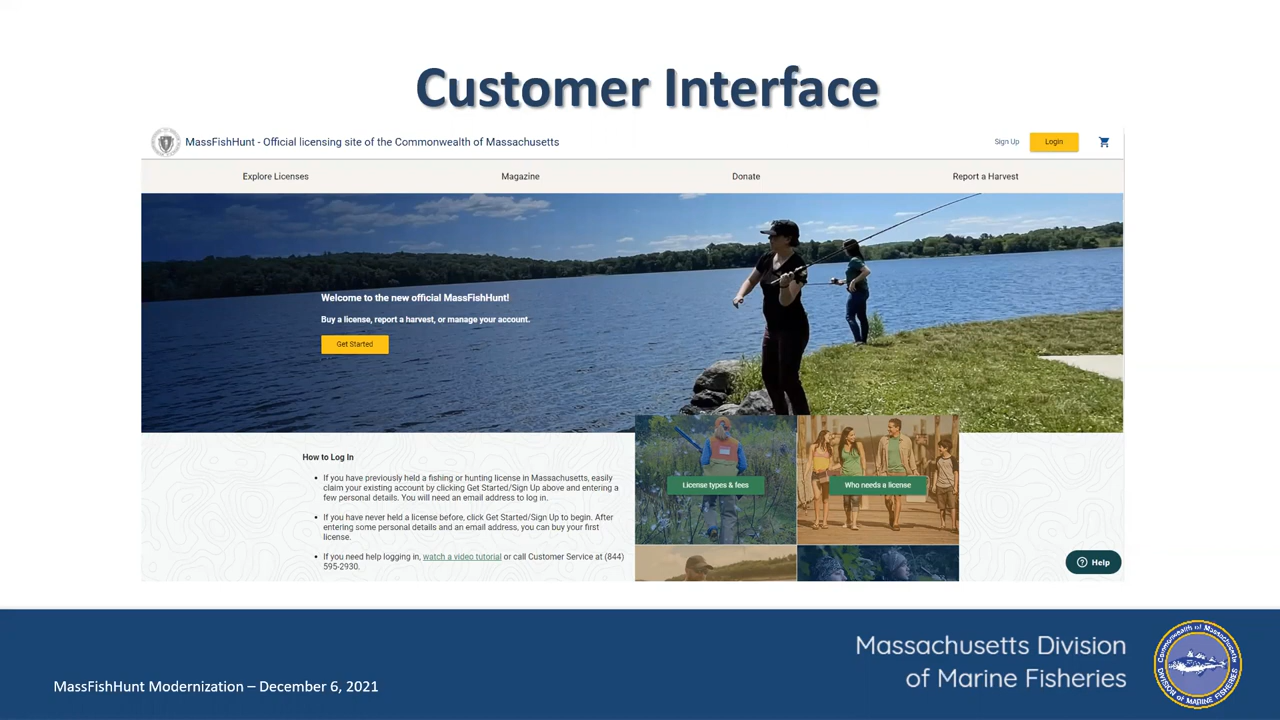 Customer Interface
MassFishHunt - Official licensing site of the Commonwealth of Massachusetts
Sign Up
Login
Explore Licenses
Magazine
Donate
Report a Harvest
Welcome to the new official MassFishHunt!
Buy a license, report a harvest, or manage your account.
Get Started
How to Log In
• If you have previously held a fishing or hunting license in Massachusetts, easily
claim your existing account by clicking Get Started/Sign Up above and entering a
few personal details. You will need an email address to log in.
• If you have never held a license before, click Get Started/Sign Up to begin. After
entering some personal details and an email address, you can buy your first
license.
• If you need help logging in, watch a video tutorial or call Customer Service at (844)
595-2930.
License types & fees
Who needs a license
Help
MassFishHunt Modernization – December 6, 2021
Massachusetts Division
of Marine Fisheries
Commonwealth of Massachusetts
DIVISION of MARINE FISHERIES